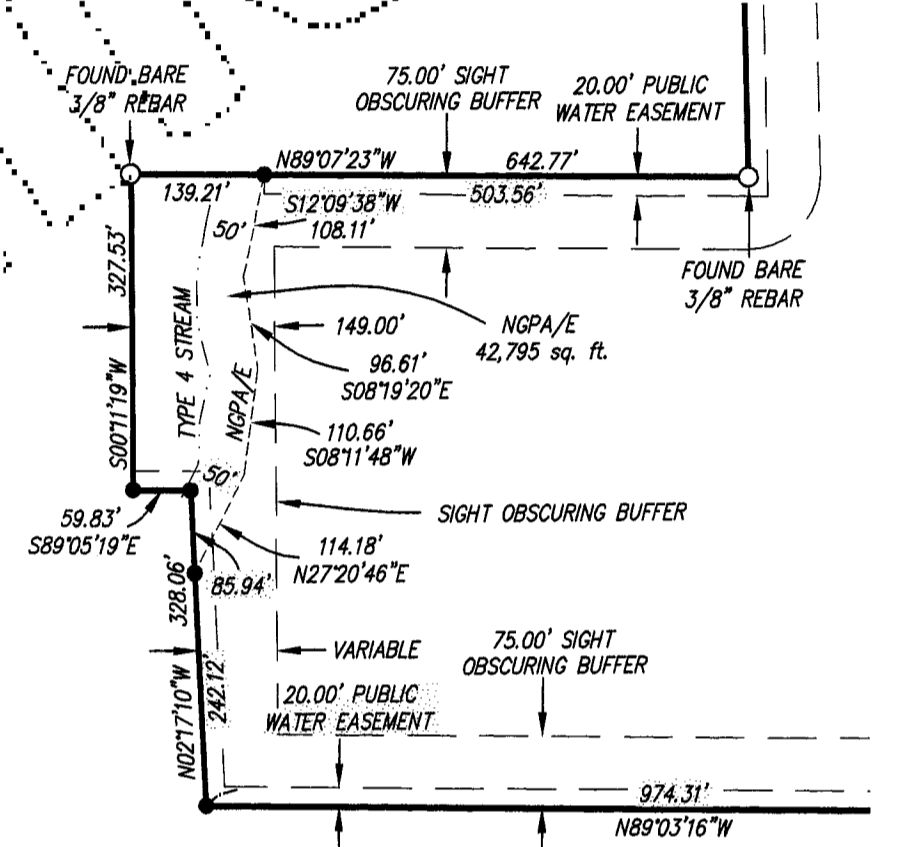 FOUND BARE
3/8" REBAR
75.00' SIGHT
OBSCURING BUFFER
20.00' PUBLIC
WATER EASEMENT
N89°07'23"W
642.77'
139.21'
503.56'
S12°09'38"W
108.11'
50'
327.53'
S00°11'19"W
FOUND BARE
3/8" REBAR
TYPE 4 STREAM
NGPA/E
149.00'
NGPA/E
42,795 sq. ft.
96.61'
S08°19'20"E
110.66'
S08°11'48"W
50'
59.83'
S89°05'19"E
SIGHT OBSCURING BUFFER
114.18'
N27°20'46"E
85.94'
328.06'
N02°17'10"W
242.12'
VARIABLE
75.00' SIGHT
OBSCURING BUFFER
20.00' PUBLIC
WATER EASEMENT
974.31'
N89°03'16"W